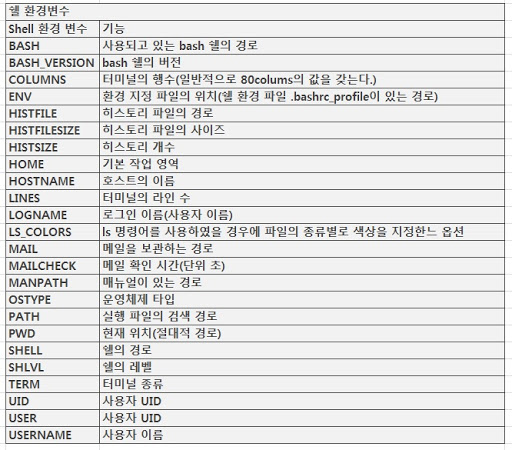 쉘 환경변수
Shell 환경 변수 기능
BASH 사용되고 있는 bash 쉘의 경로
BASH_VERSION bash 쉘의 버전
COLUMNS 터미널의 행수(일반적으로 80colums의 값을 갖는다.)
ENV 환경 지정 파일의 위치(쉘 환경 파일 .bashrc_profile이 있는 경로)
HISTFILE 히스토리 파일의 경로
HISTFILESIZE 히스토리 파일의 사이즈
HISTSIZE 히스토리 개수
HOME 기본 작업 영역
HOSTNAME 호스트의 이름
LINES 터미널의 라인 수
LOGNAME 로그인 이름(사용자 이름)
LS_COLORS ls 명령어를 사용하였을 경우에 파일의 종류별로 색상을 지정한느 옵션
MAIL 메일을 보관하는 경로
MAILCHECK 메일 확인 시간(단위 초)
MANPATH 매뉴얼이 있는 경로
OSTYPE 운영체제 타입
PATH 실행 파일의 검색 경로
PWD 현재 위치(절대적 경로)
SHELL 쉘의 경로
SHLVL 쉘의 레벨
TERM 터미널 종류
UID 사용자 UID
USER 사용자 UID
USERNAME 사용자 이름